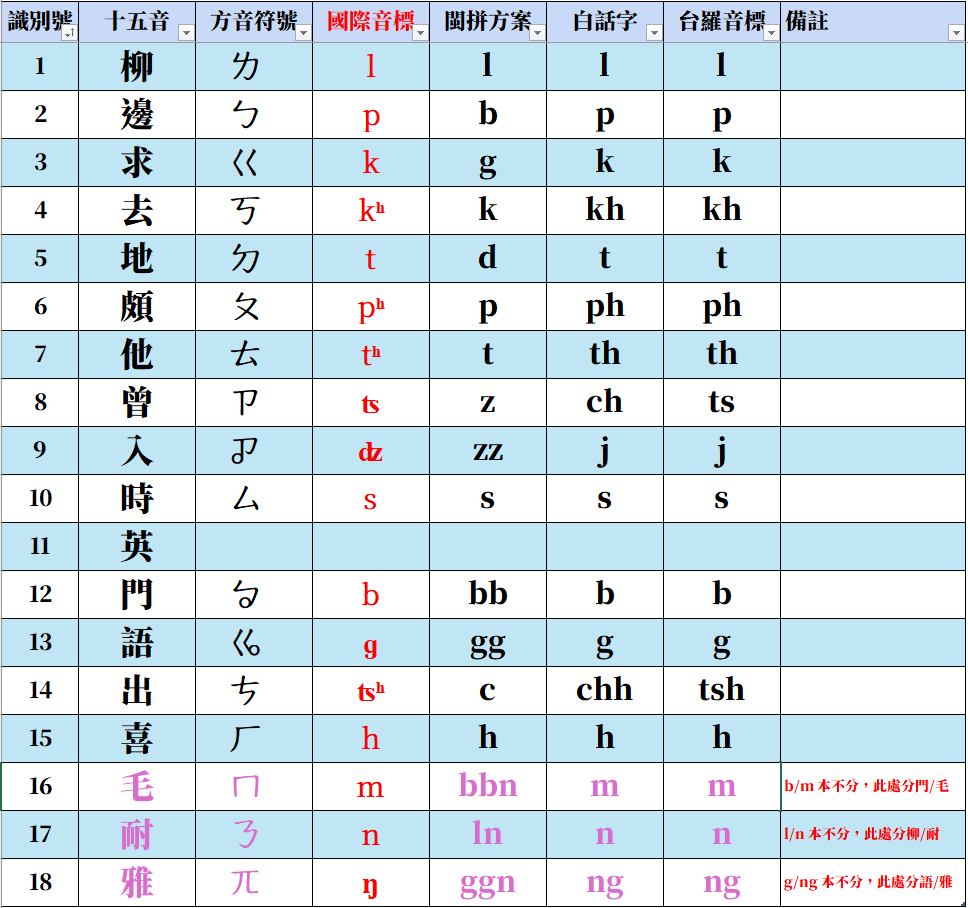 識別號 十五音 方音符號 國際音標 閩拼方案 白話字 台羅音標 備註
1 柳 ㄌ l l l l
2 邊 ㄅ p b p p
3 求 ㄍ k g k k
4 去 ㄎ kʰ k kh kh
5 地 ㄉ t d t t
6 頗 ㄆ pʰ p ph ph
7 他 ㄊ tʰ t th th
8 曾 ㄗ ʦ z ch ts
9 入 ㆡ ʣ zz j j
10 時 ㄙ s s s s
11 英
12 門 ㆠ b bb b b
13 語 ㆣ ɡ gg g g
14 出 ㄘ ʦʰ c chh tsh
15 喜 ㄏ h h h h
16 毛 ㄇ m bbn m m b/m 本不分，此處分門/毛
17 耐 ㄋ n ln n n l/n 本不分，此處分柳/耐
18 雅 ㄫ ŋ ggn ng ng g/ng 本不分，此處分語/雅